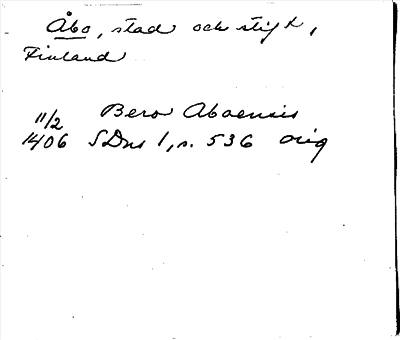 Åbo, stad och stift,
Finland
11/2 Bero Aboensis
1406 SDns 1, s. 536 orig